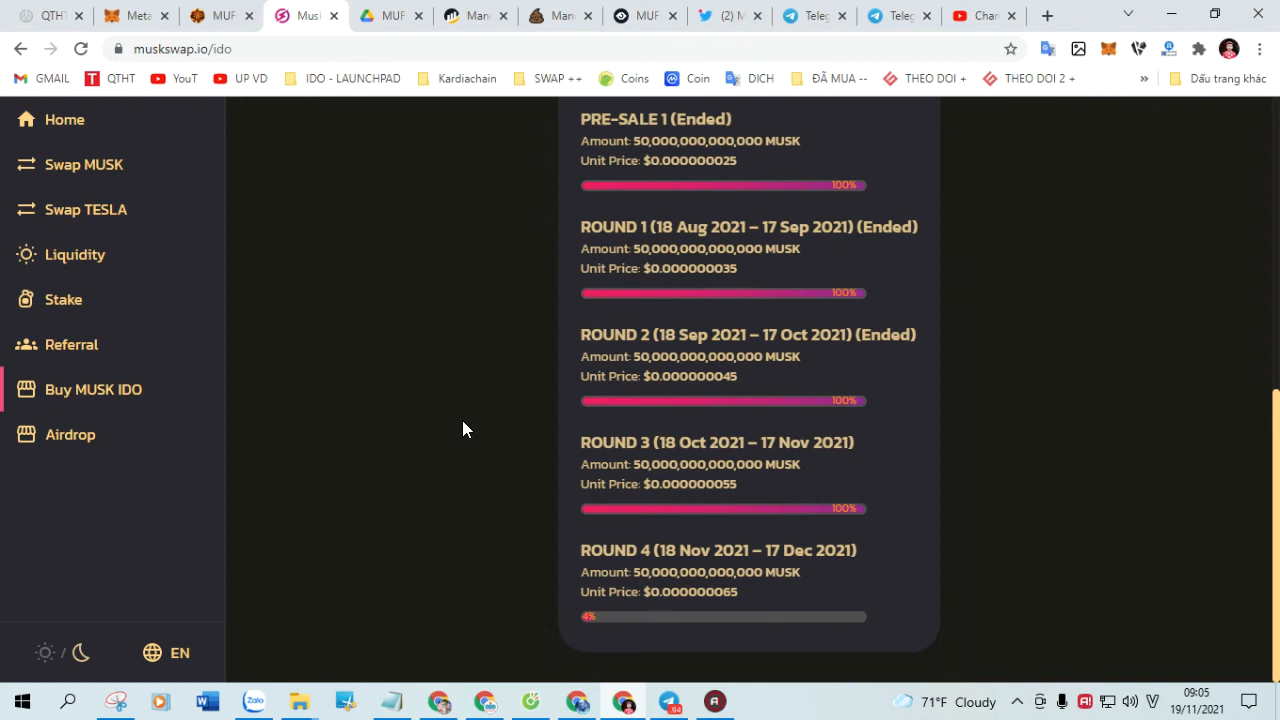 QTHT
Meta
MUF
Musk
MUF
Man
Man
MUF
(2) M
Teleg
Teleg
Chan
muskswap.io/ido
GMAIL
QTHT
YouT
UP VD
IDO - LAUNCHPAD
Kardiachain
SWAP ++
Coins
Coin
DICH
ĐÃ MUA --
THEO DOI +
THEO DOI 2 +
»
Dấu trang khác
Home
Swap MUSK
Swap TESLA
Liquidity
Stake
Referral
Buy MUSK IDO
Airdrop
/
EN
PRE-SALE 1 (Ended)
Amount: 50,000,000,000,000 MUSK
Unit Price: $0.000000025
100%
ROUND 1 (18 Aug 2021 – 17 Sep 2021) (Ended)
Amount: 50,000,000,000,000 MUSK
Unit Price: $0.000000035
100%
ROUND 2 (18 Sep 2021 – 17 Oct 2021) (Ended)
Amount: 50,000,000,000,000 MUSK
Unit Price: $0.000000045
100%
ROUND 3 (18 Oct 2021 – 17 Nov 2021)
Amount: 50,000,000,000,000 MUSK
Unit Price: $0.000000055
100%
ROUND 4 (18 Nov 2021 – 17 Dec 2021)
Amount: 50,000,000,000,000 MUSK
Unit Price: $0.000000065
4%
Zalo
94
71°F Cloudy
09:05
19/11/2021